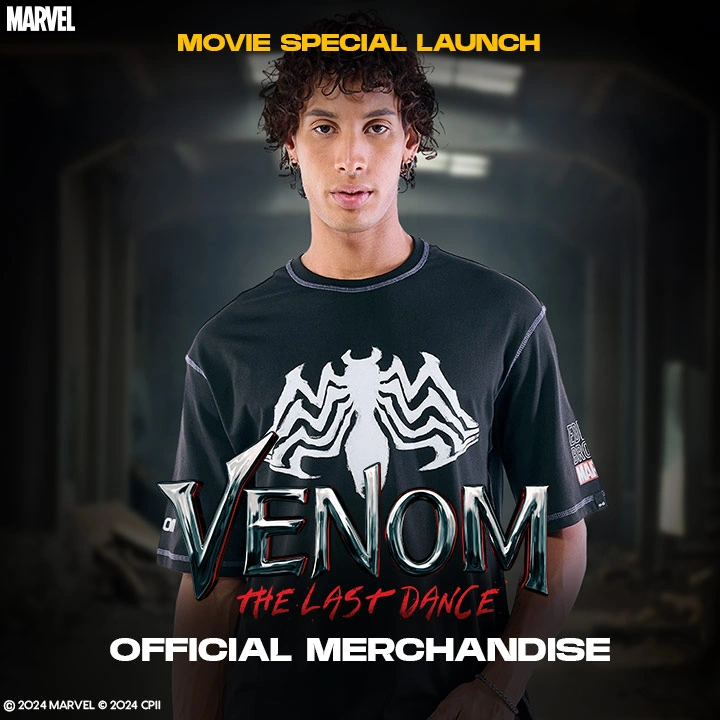 MARVEL
MOVIE SPECIAL LAUNCH
VENOM
THE LAST DANCE
OFFICIAL MERCHANDISE
© 2024 MARVEL © 2024 CPII